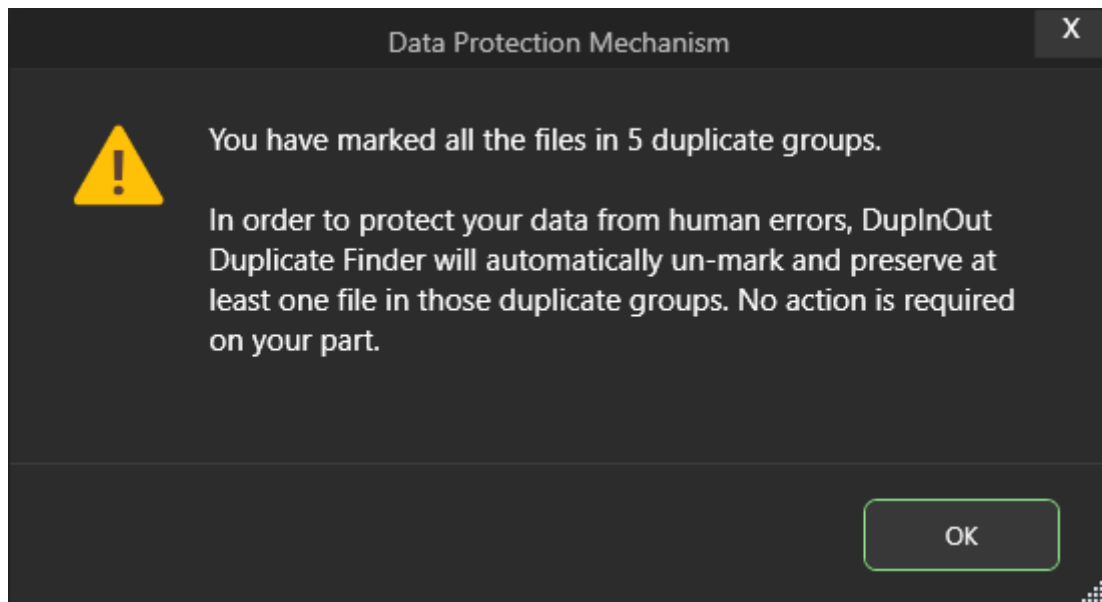 Data Protection Mechanism
X
You have marked all the files in 5 duplicate groups.
In order to protect your data from human errors, DupInOut
Duplicate Finder will automatically un-mark and preserve at
least one file in those duplicate groups. No action is required
on your part.
OK